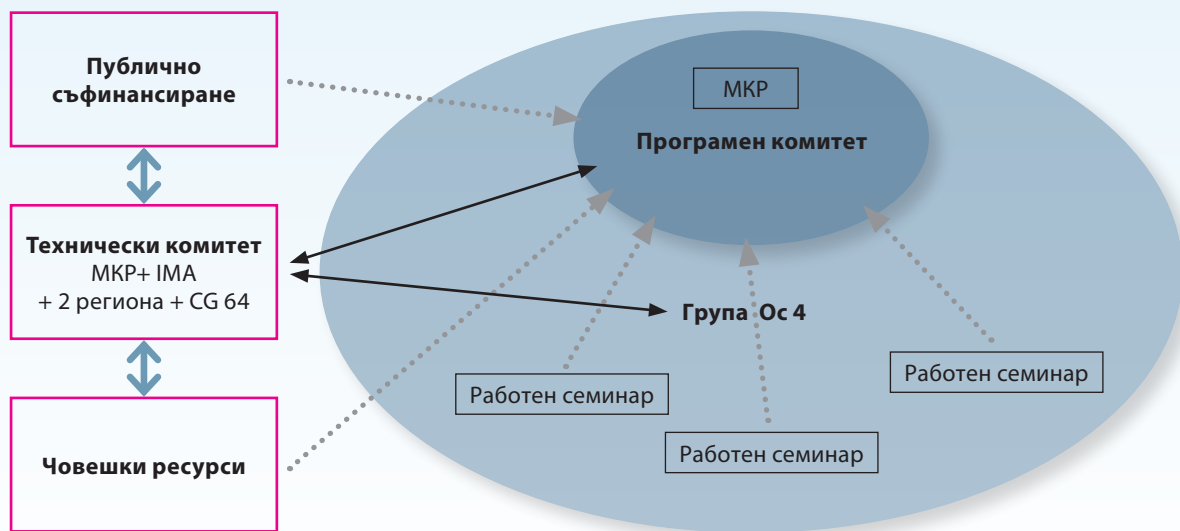 Публично
съфинансиране
Технически комитет
МКР+ IMA
+ 2 региона + CG 64
Човешки ресурси
МКР
Програмен комитет
Група Ос 4
Работен семинар
Работен семинар
Работен семинар